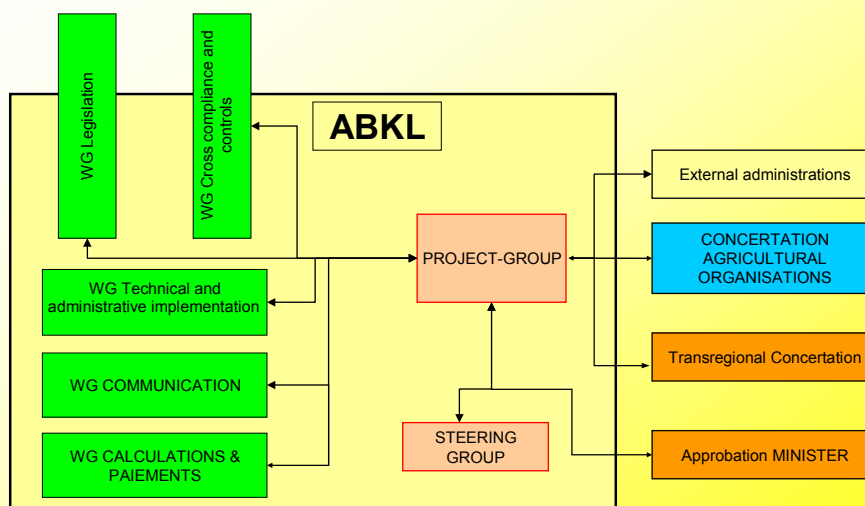 WG Legislation
WG Cross compliance and
controls
ABKL
External administrations
PROJECT-GROUP
CONCERTATION
AGRICULTURAL
ORGANISATIONS
WG Technical and
administrative implementation
Transregional Concertation
WG COMMUNICATION
STEERING
GROUP
WG CALCULATIONS &
PAIEMENTS
Approbation MINISTER